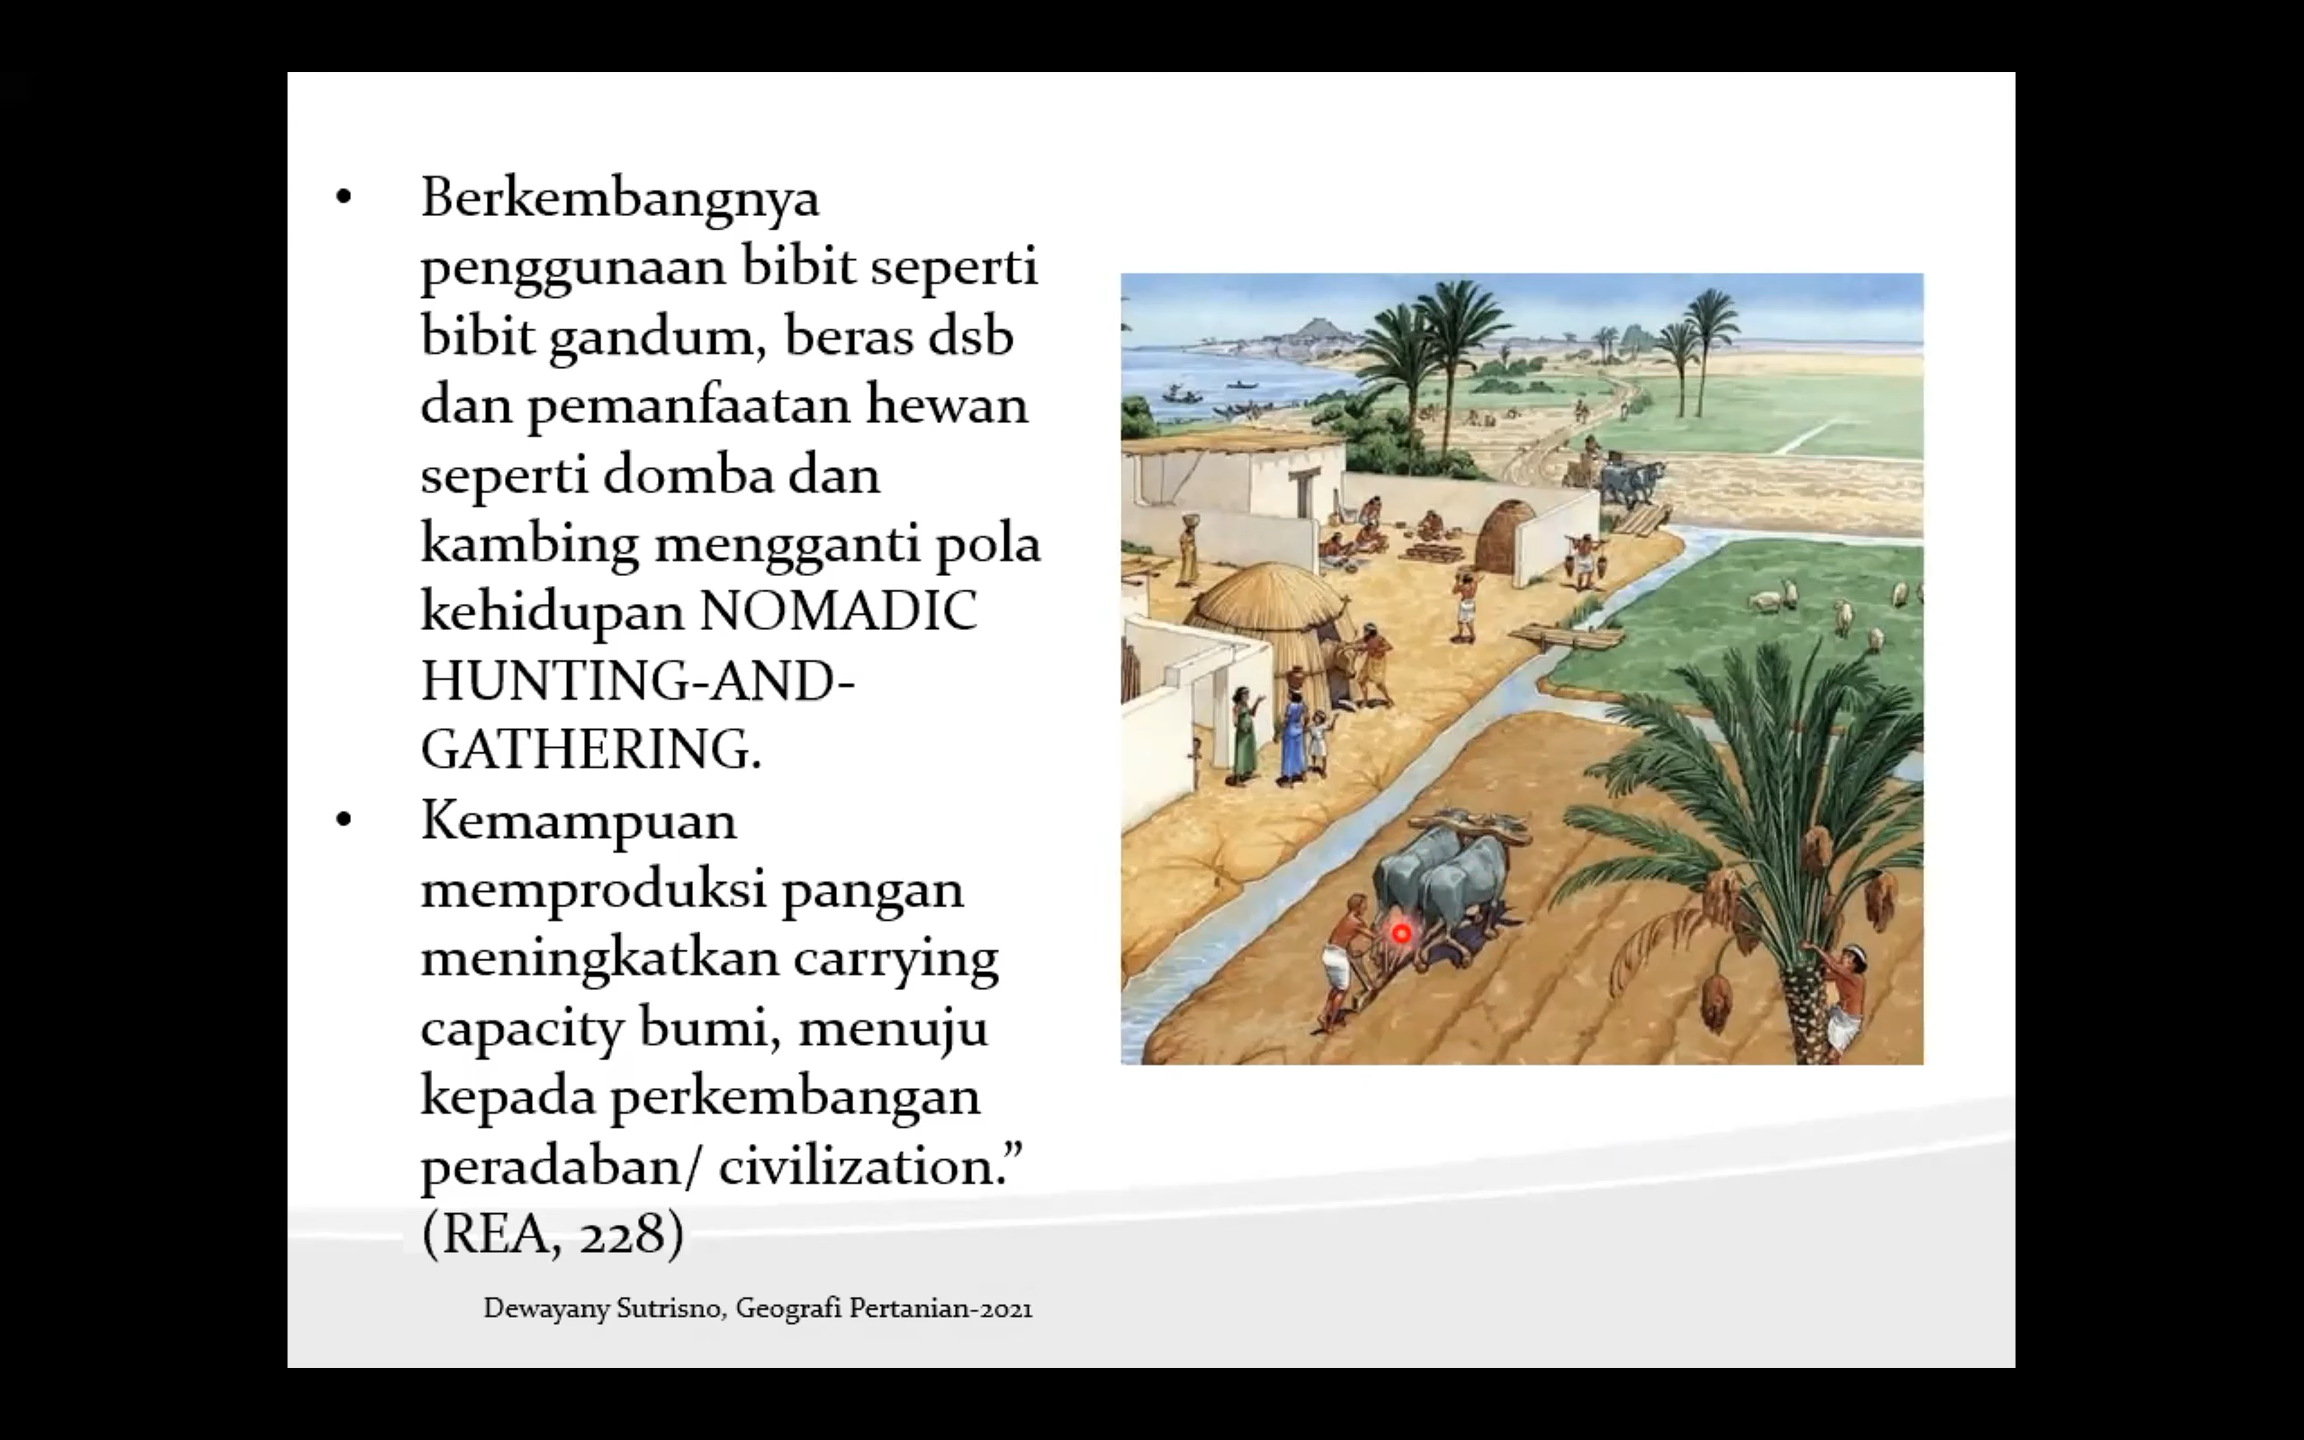 • Berkembangnya
penggunaan bibit seperti
bibit gandum, beras dsb
dan pemanfaatan hewan
seperti domba dan
kambing mengganti pola
kehidupan NOMADIC
HUNTING-AND-
GATHERING.
• Kemampuan
memproduksi pangan
meningkatkan carrying
capacity bumi, menuju
kepada perkembangan
peradaban/ civilization.”
(REA, 228)
Dewayany Sutrisno, Geografi Pertanian-2021